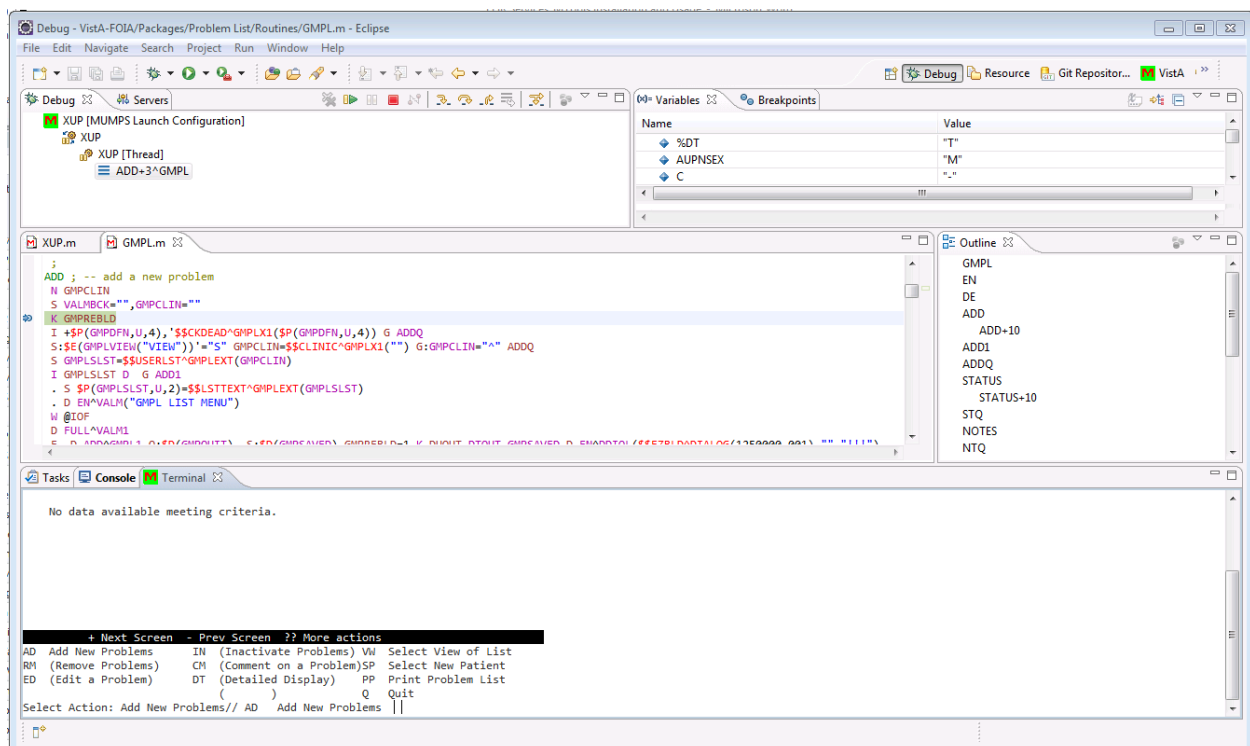 Debug - VistA-FOIA/Packages/Problem List/Routines/GMPL.m - Eclipse
File Edit Navigate Search Project Run Window Help
Debug Resource Git Repositor... VistA »
Debug Servers
XUP [MUMPS Launch Configuration]
XUP
XUP [Thread]
ADD+3^GMPL
Variables Breakpoints
Name Value
%DT "T"
AUPNSEX "M"
C "-"
XUP.m GMPL.m
;
ADD ; -- add a new problem
N GMPCLIN
S VALMBCK="",GMPCLIN=""
K GMPREBLD
I +$P(GMPDFN,U,4),'$$CKDEAD^GMPLX1($P(GMPDFN,U,4)) G ADDQ
S:$E(GMPLVIEW("VIEW"))'="S" GMPCLIN=$$CLINIC^GMPLX1("") G:GMPCLIN="^" ADDQ
S GMPLSLST=$$USERLST^GMPLEXT(GMPCLIN)
I GMPLSLST D  G ADD1
. S $P(GMPLSLST,U,2)=$$LSTTEXT^GMPLEXT(GMPLSLST)
. D EN^VALM("GMPL LIST MENU")
W @IOF
D FULL^VALM1
Outline
GMPL
EN
DE
ADD
ADD+10
ADD1
ADDQ
STATUS
STATUS+10
STQ
NOTES
NTQ
Tasks Console Terminal
No data available meeting criteria.
+ Next Screen - Prev Screen ?? More actions
AD Add New Problems IN (Inactivate Problems) VW Select View of List
RM (Remove Problems) CM (Comment on a Problem)SP Select New Patient
ED (Edit a Problem) DT (Detailed Display) PP Print Problem List
( ) Q Quit
Select Action: Add New Problems// AD Add New Problems ||